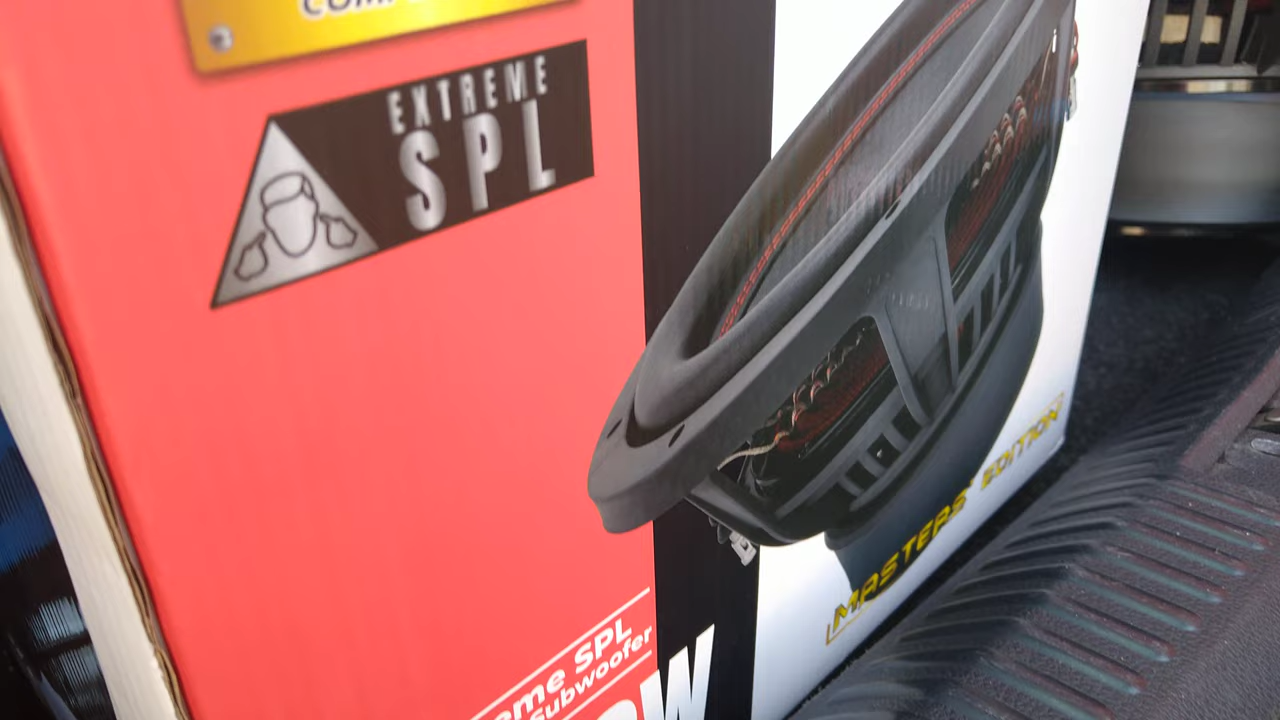 EXTREME
SPL
MASTERS' EDITION
eme SPL
Subwoofer
W